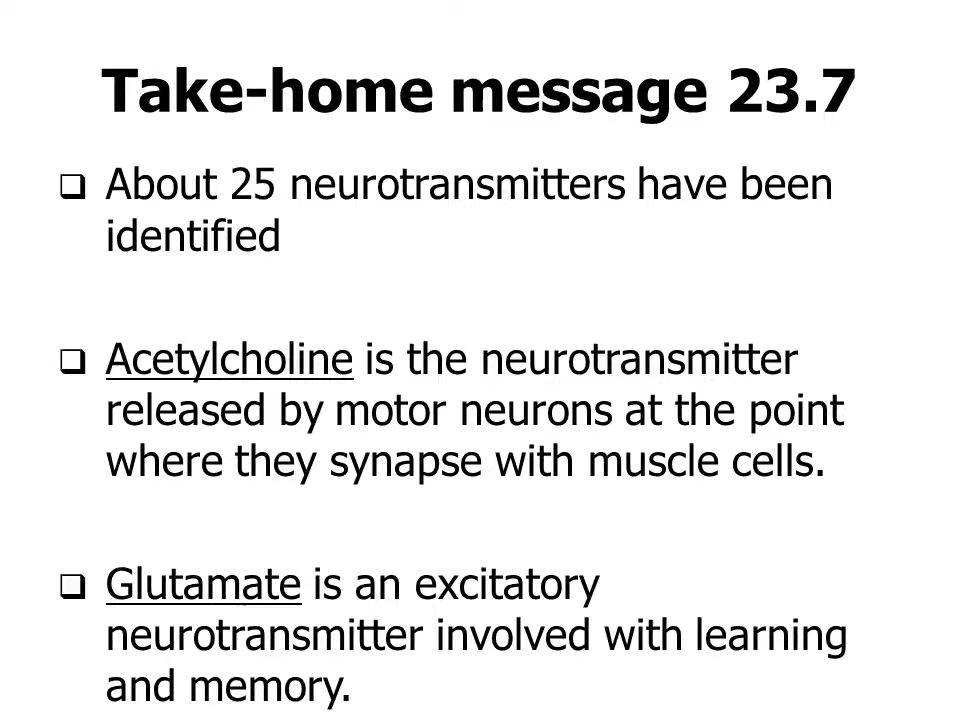 Take-home message 23.7
About 25 neurotransmitters have been
identified
Acetylcholine is the neurotransmitter
released by motor neurons at the point
where they synapse with muscle cells.
Glutamate is an excitatory
neurotransmitter involved with learning
and memory.